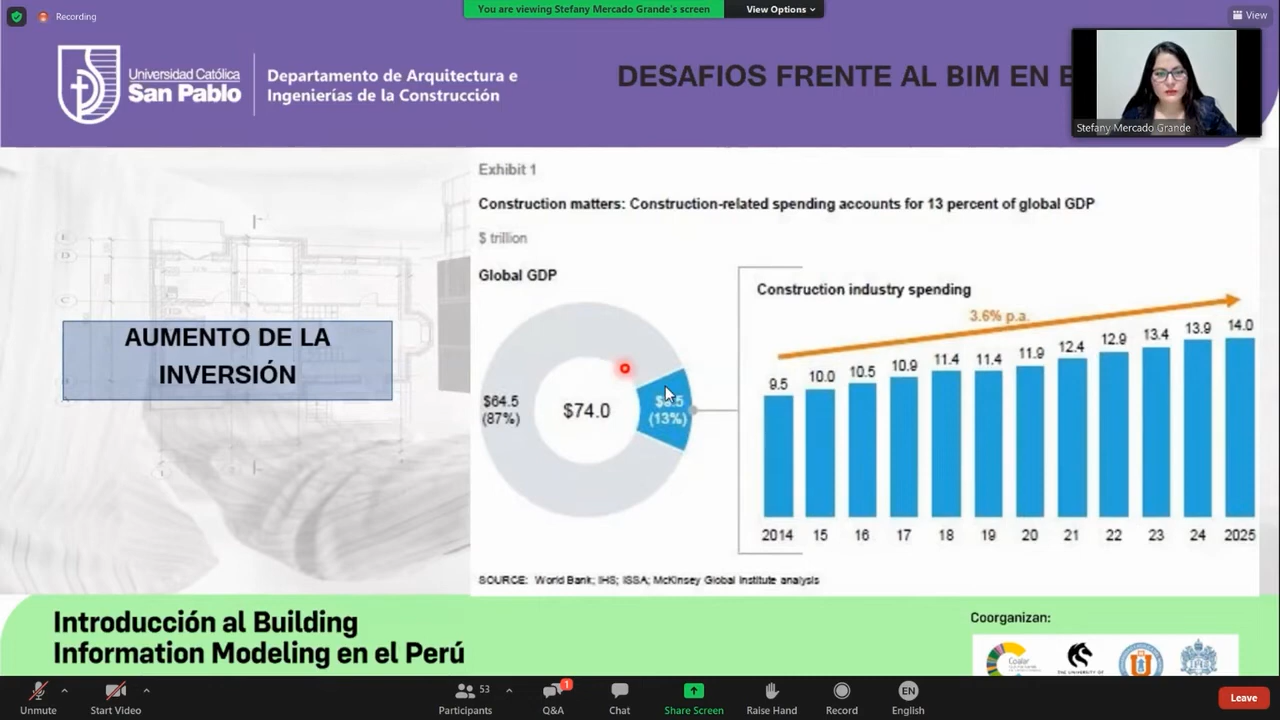 Recording
You are viewing Stefany Mercado Grande's screen
View Options
View
Universidad Católica
San Pablo
Departamento de Arquitectura e
Ingenierías de la Construcción
DESAFIOS FRENTE AL BIM EN
Stefany Mercado Grande
Exhibit 1
Construction matters: Construction-related spending accounts for 13 percent of global GDP
$ trillion
Global GDP
Construction industry spending
3.6% p.a.
AUMENTO DE LA
INVERSIÓN
$64.5
(87%)
$74.0
(13%)
9.5 10.0 10.5 10.9 11.4 11.4 11.9 12.4 12.9 13.4 13.9 14.0
2014 15 16 17 18 19 20 21 22 23 24 2025
SOURCE: World Bank; IHS; ISSA; McKinsey Global Institute analysis
Introducción al Building
Information Modeling en el Perú
Coorganizan:
Coalar
Unmute
Start Video
53
Participants
1
Q&A
Chat
Share Screen
Raise Hand
Record
EN
English
Leave